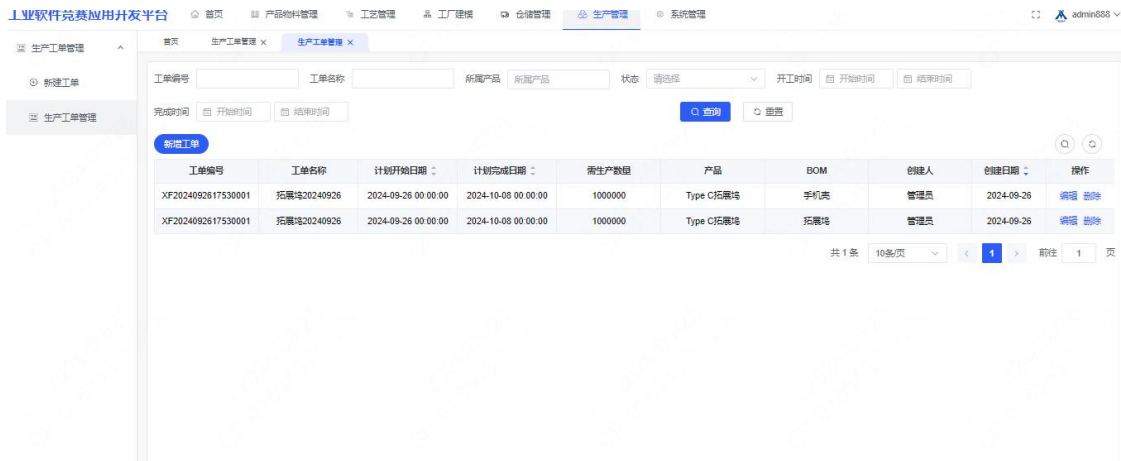 工业软件竞赛应用开发平台 首页 产品物料管理 工艺管理 工厂建模 仓储管理 生产管理 系统管理 admin888
生产工单管理 首页 生产工单管理 × 生产工单管理 ×
新建工单
生产工单管理
工单编号 工单名称 所属产品 所属产品 状态 请选择 开工时间 开始时间 结束时间
完成时间 开始时间 结束时间 查询 重置
新增工单
工单编号 工单名称 计划开始日期 计划完成日期 需生产数量 产品 BOM 创建人 创建日期 操作
XF2024092617530001 拓展坞20240926 2024-09-26 00:00:00 2024-10-08 00:00:00 1000000 Type C拓展坞 手机壳 管理员 2024-09-26 编辑 删除
XF2024092617530001 拓展坞20240926 2024-09-26 00:00:00 2024-10-08 00:00:00 1000000 Type C拓展坞 拓展坞 管理员 2024-09-26 编辑 删除
共 1 条 10条/页 < 1 > 前往 1 页